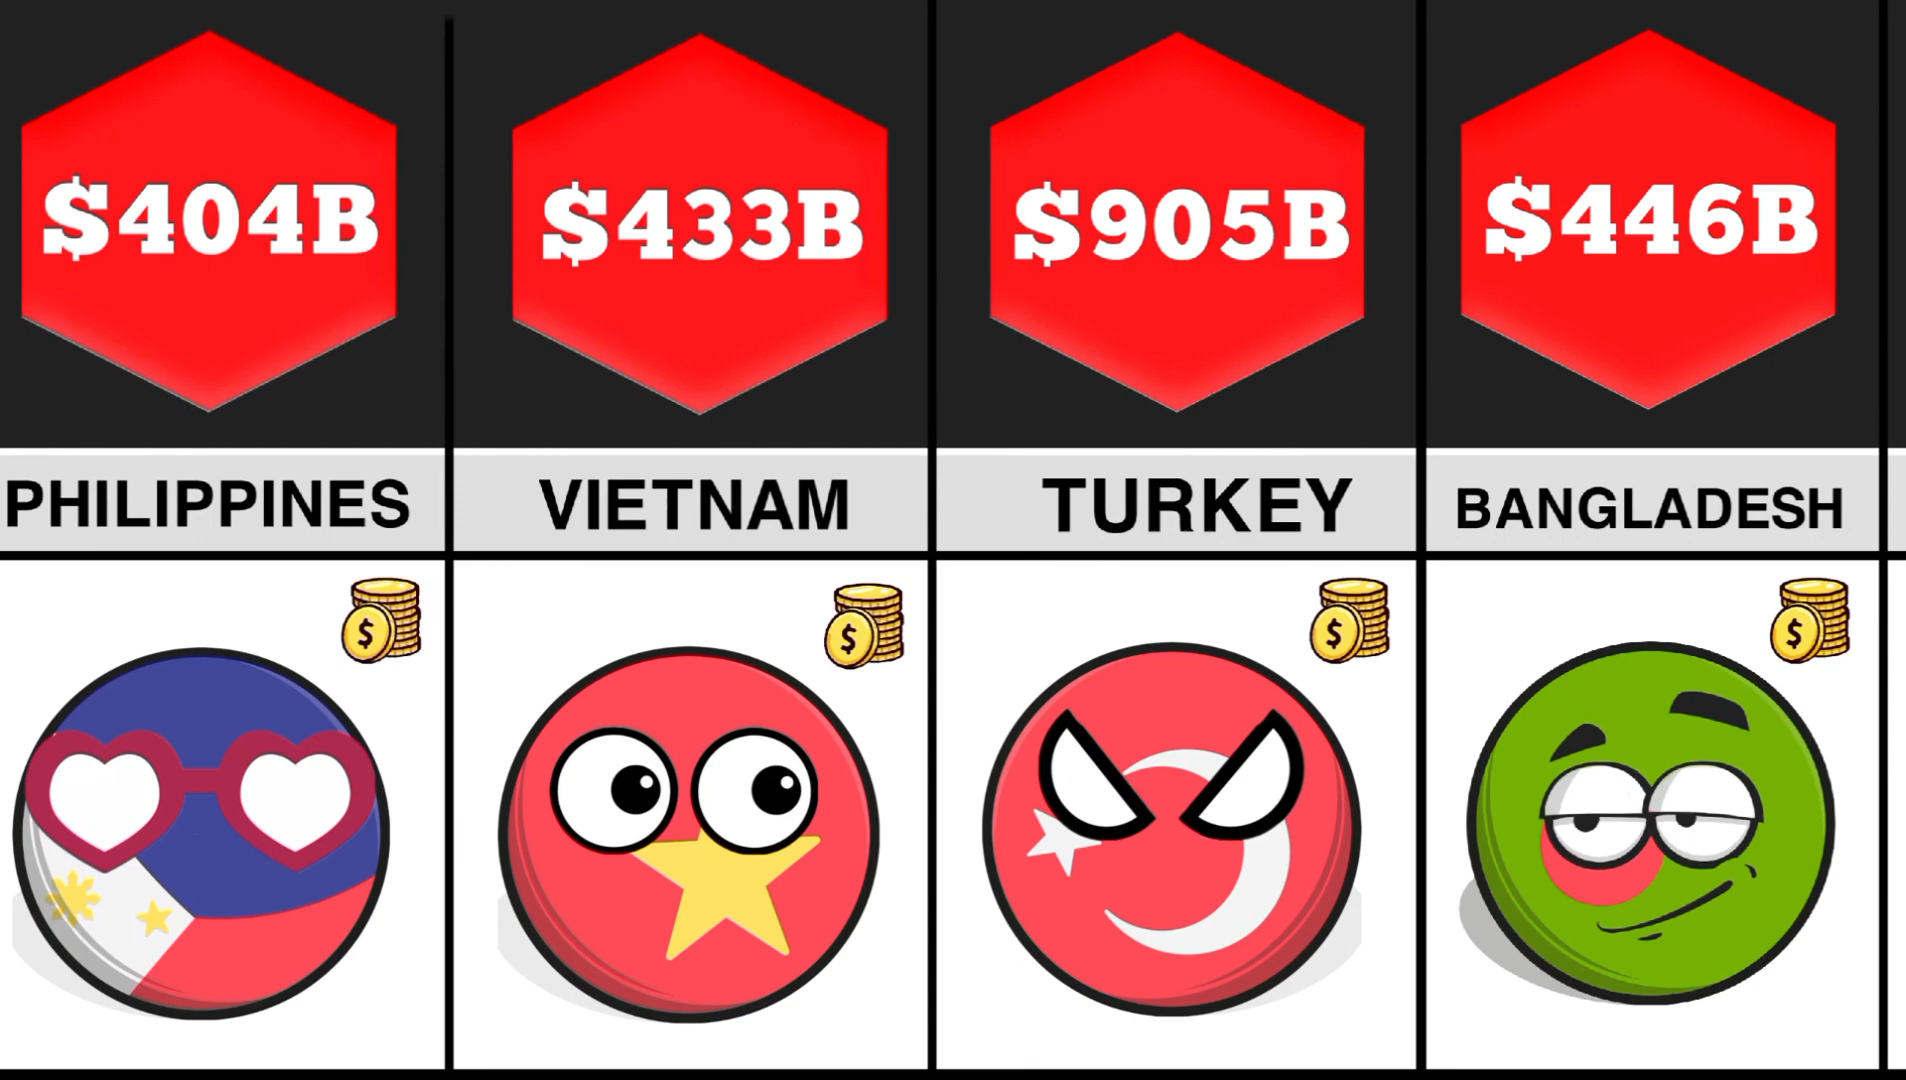 $404B
$433B
$905B
$446B
PHILIPPINES
VIETNAM
TURKEY
BANGLADESH
$
$
$
$